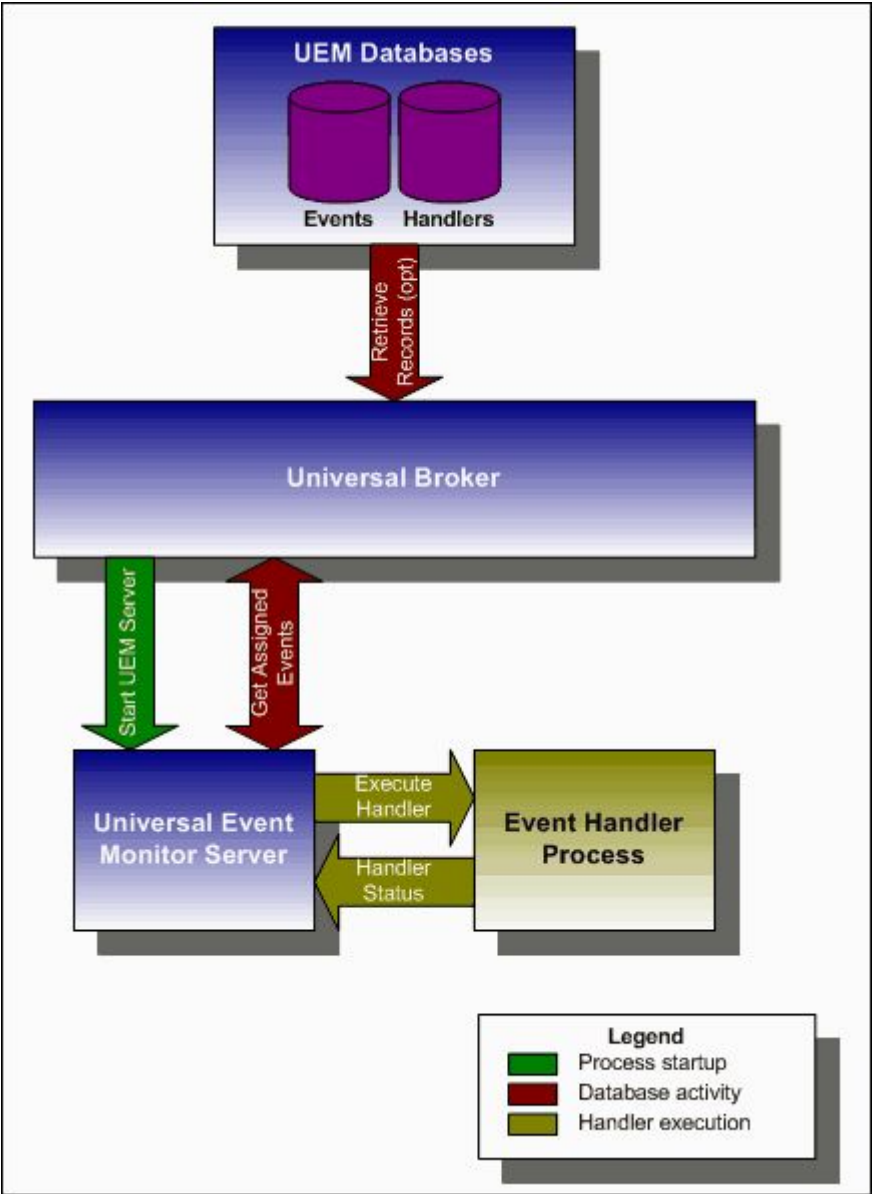 UEM Databases
Events Handlers
Retrieve
Records (opt)
Universal Broker
Start UEM Server
Get Assigned
Events
Universal Event
Monitor Server
Execute
Handler
Handler
Status
Event Handler
Process
Legend
Process startup
Database activity
Handler execution